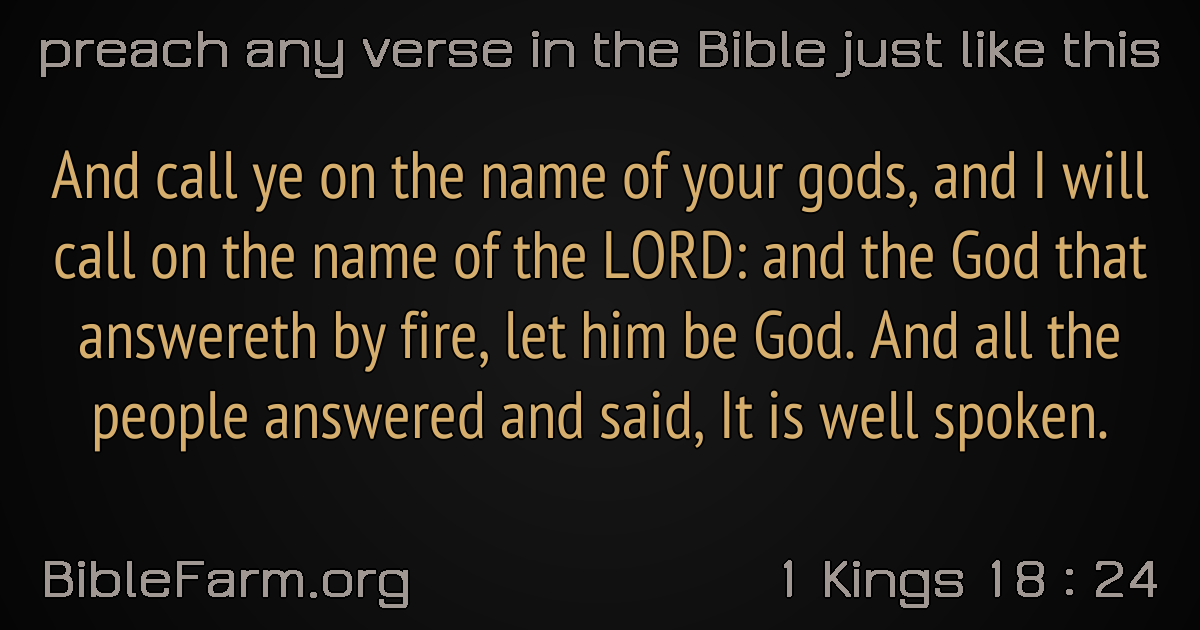 preach any verse in the Bible just like this
And call ye on the name of your gods, and I will
call on the name of the LORD: and the God that
answereth by fire, let him be God. And all the
people answered and said, It is well spoken.
BibleFarm.org
1 Kings 18 : 24